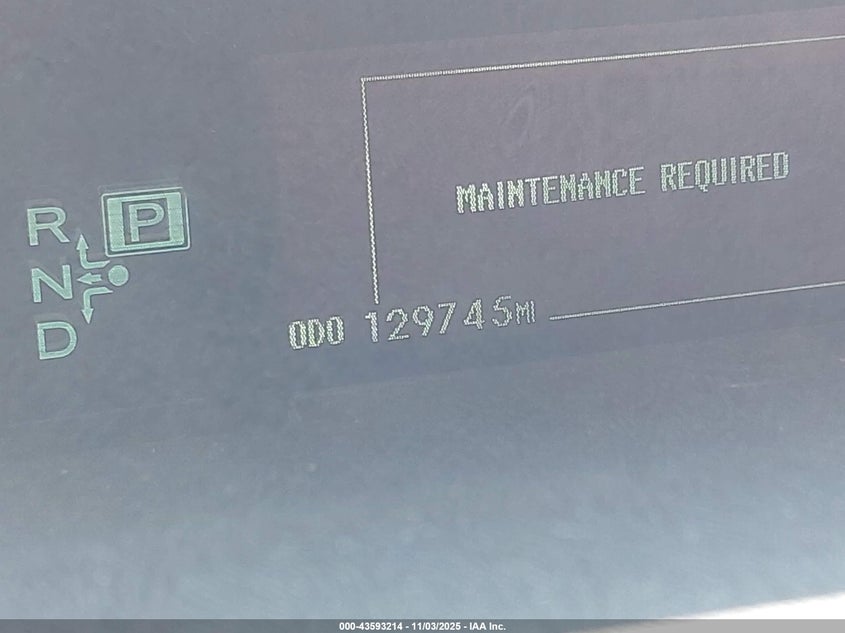 MAINTENANCE REQUIRED
R P
N
D
ODO 129745MI
000-43593214 - 11/03/2025 - IAA Inc.